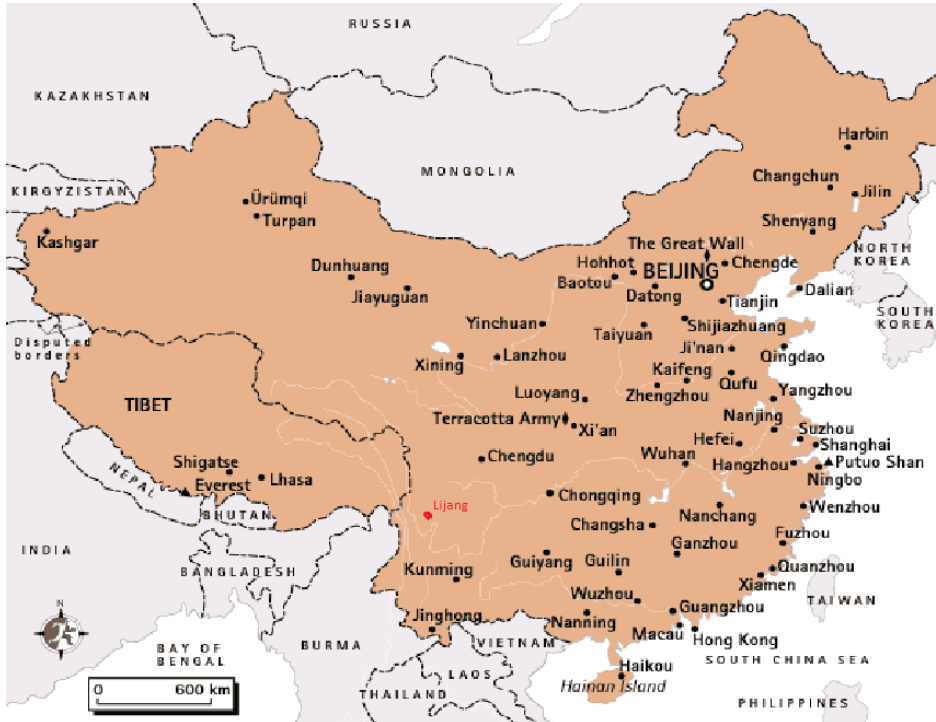 RUSSIA
KAZAKHSTAN
Harbin
MONGOLIA
Changchun
KIRGYZISTAN
Jilin
Ürümqi
Turpan
Shenyang
Kashgar
The Great Wall
NORTH
KOREA
Hohhot
BEIJING
Chengde
Dunhuang
Baotou
Datong
Dalian
Jiayuguan
Tianjin
SOUTH
KOREA
Yinchuan
Taiyuan
Shijiazhuang
Disputed
borders
Xining
Lanzhou
Ji'nan
Qingdao
Kaifeng
Qufu
Luoyang
Zhengzhou
Yangzhou
TIBET
Terracotta Army
Nanjing
Xi'an
Suzhou
Hefei
Shanghai
Chengdu
Wuhan
Hangzhou
Putuo Shan
Shigatse
Ningbo
NEPAL
Everest
Lhasa
Chongqing
Lijang
Nanchang
Wenzhou
BHUTAN
Changsha
Fuzhou
INDIA
Guiyang
Guilin
Ganzhou
BANGLADESH
Kunming
Quanzhou
Xiamen
Wuzhou
TAIWAN
Jinghong
Nanning
Guangzhou
N
BURMA
VIETNAM
Macau
Hong Kong
BAY OF
BENGAL
LAOS
Haikou
SOUTH CHINA SEA
0 600 km
THAILAND
Hainan Island
PHILIPPINES